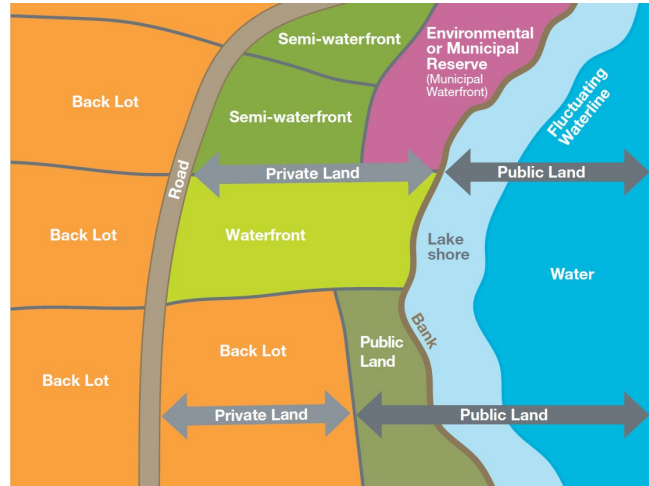 Semi-waterfront
Environmental
or Municipal
Reserve
(Municipal
Waterfront)
Back Lot
Semi-waterfront
Fluctuating
Waterline
Road
Private Land
Public Land
Back Lot
Waterfront
Lake
shore
Water
Bank
Back Lot
Back Lot
Public
Land
Private Land
Public Land